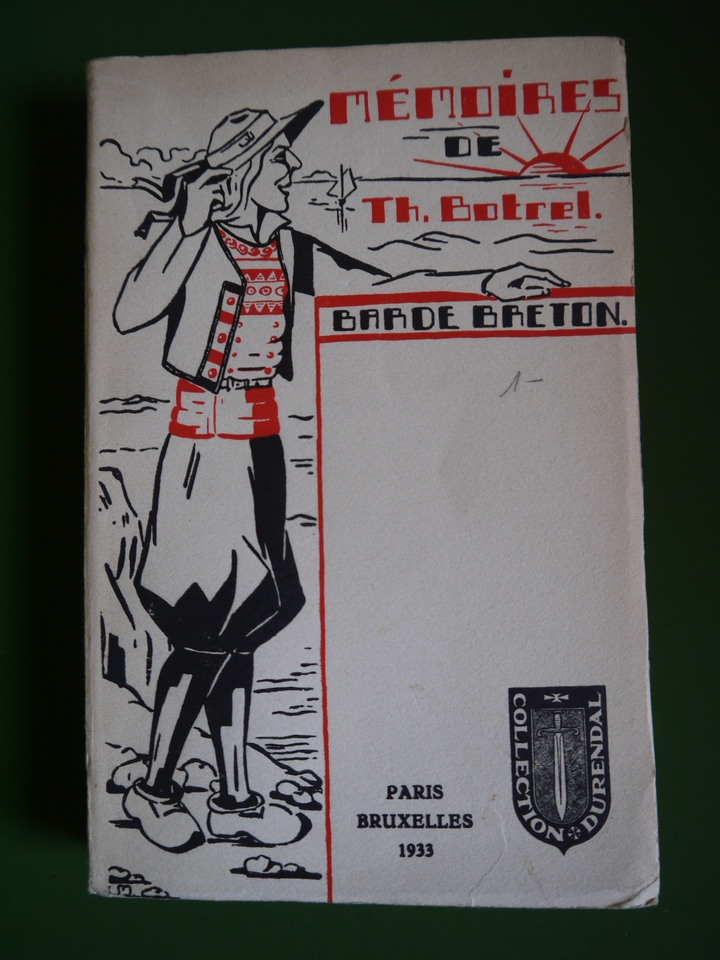 MÉMOIRES
DE
Th. Botrel.
BARDE BRETON.
1-
COLLECTION DURENDAL
PARIS
BRUXELLES
1933